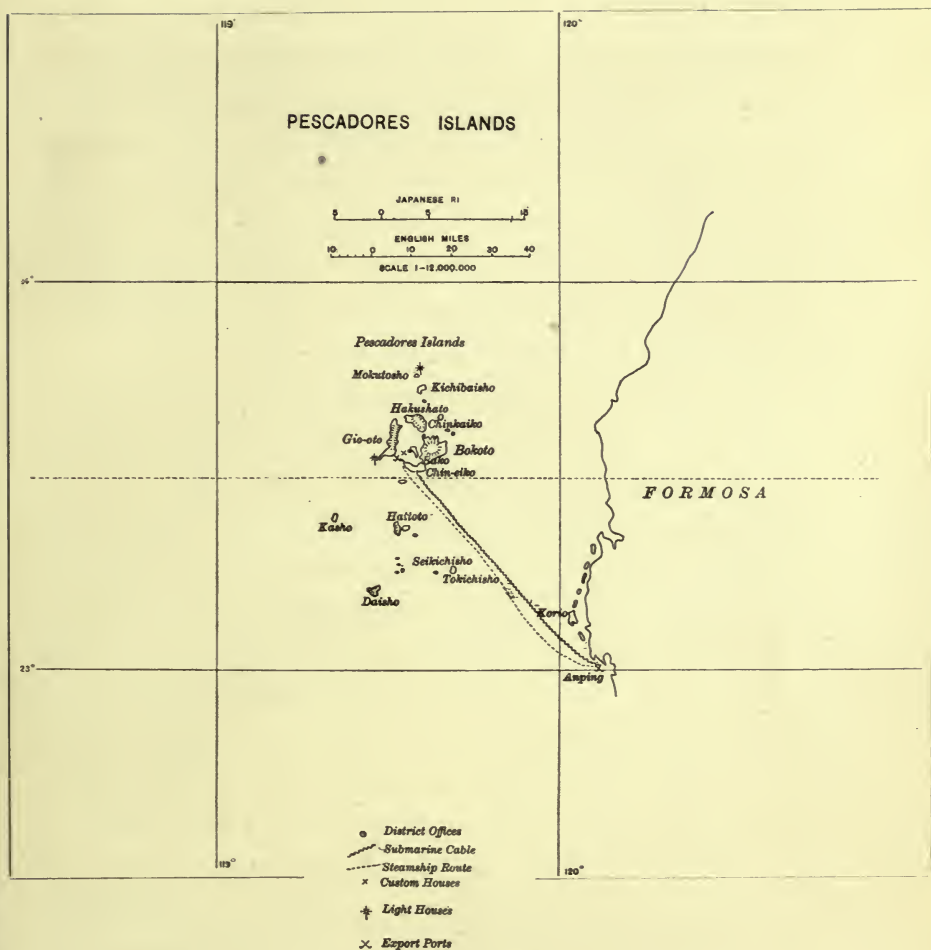 119°
120°
PESCADORES ISLANDS
JAPANESE RI
5 0 5 15
ENGLISH MILES
10 0 10 20 30 40
SCALE 1-12,000,000
24°
Pescadores Islands
Mokutosho
Kichibaisho
Hakushato
Chinkaiko
Gio-oto
Bokoto
Sako
Chin-eiko
FORMOSA
Hattoto
Kasho
Seikichisho
Tokichisho
Daisho
Korio
23°
Anping
District Offices
Submarine Cable
Steamship Route
119°
120°
Custom Houses
Light Houses
Export Ports